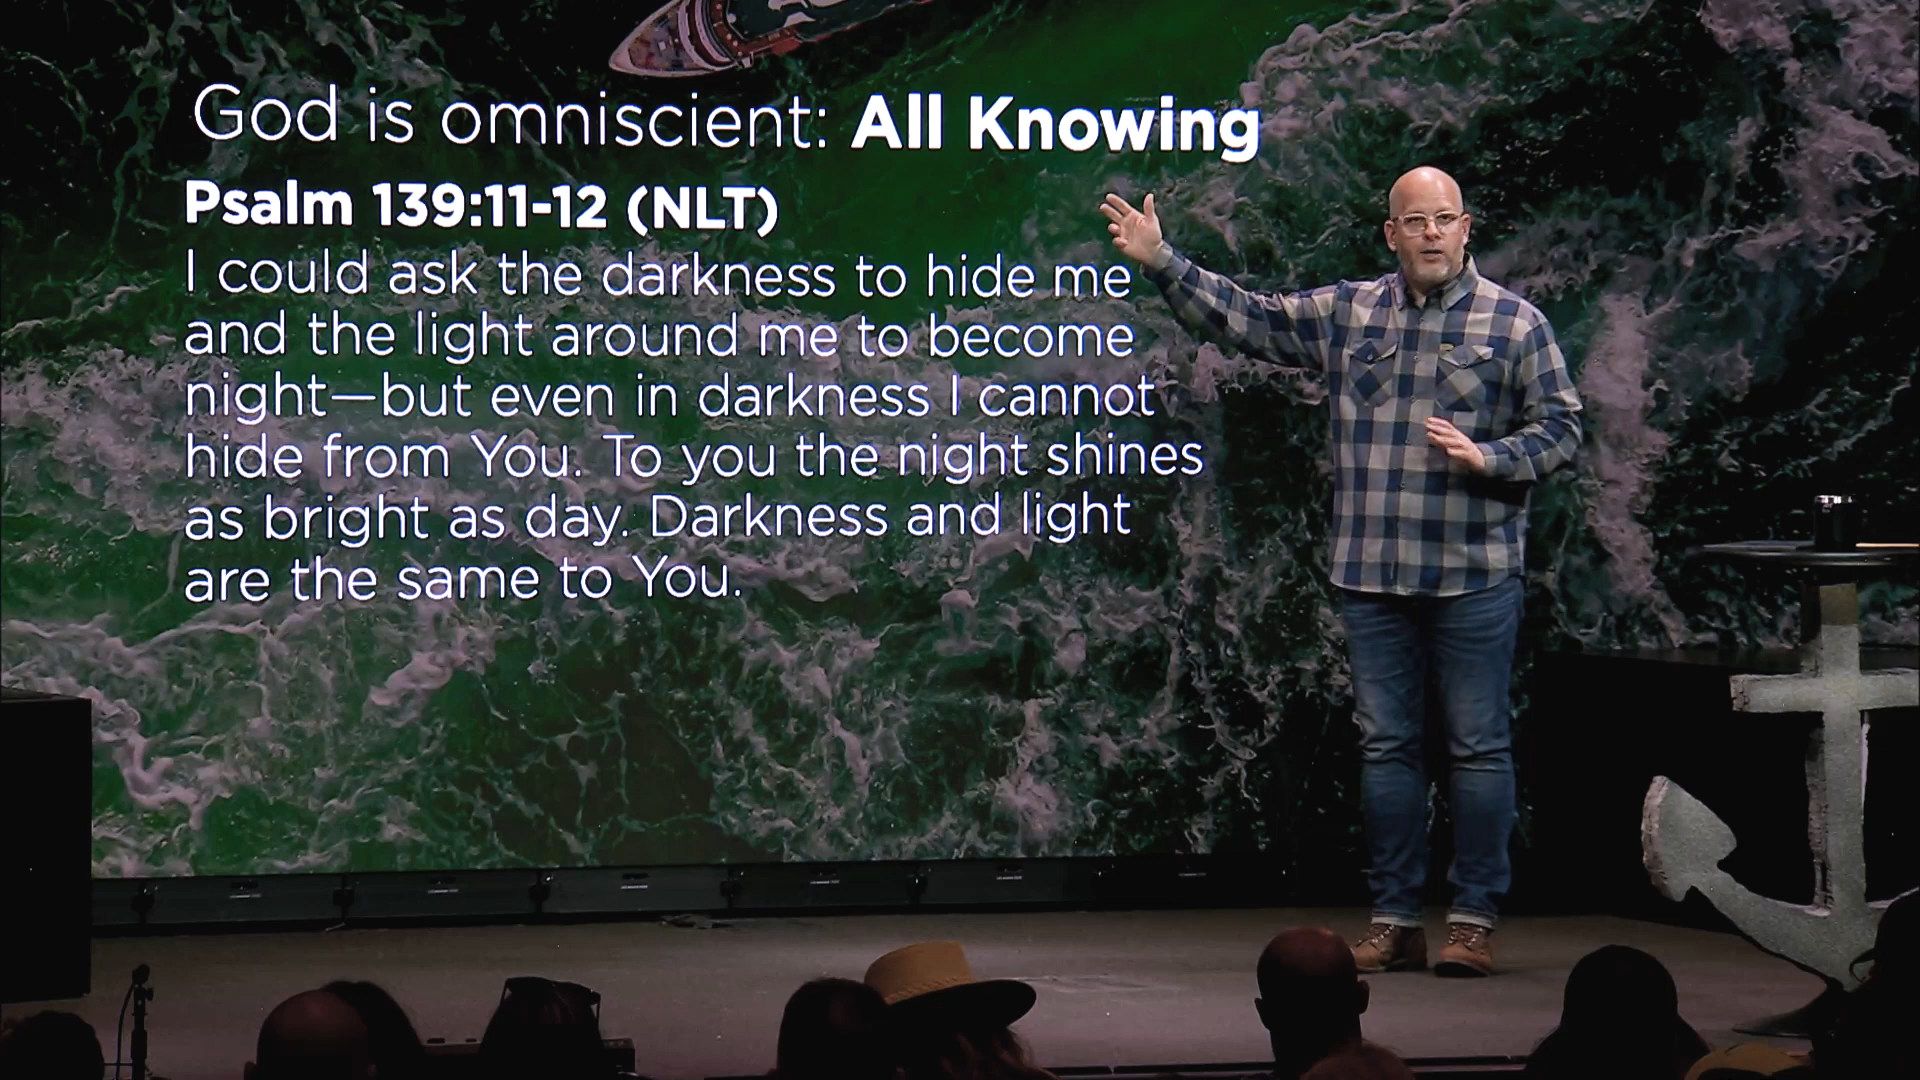 God is omniscient: All Knowing
Psalm 139:11-12 (NLT)
I could ask the darkness to hide me
and the light around me to become
night—but even in darkness I cannot
hide from You. To you the night shines
as bright as day. Darkness and light
are the same to You.